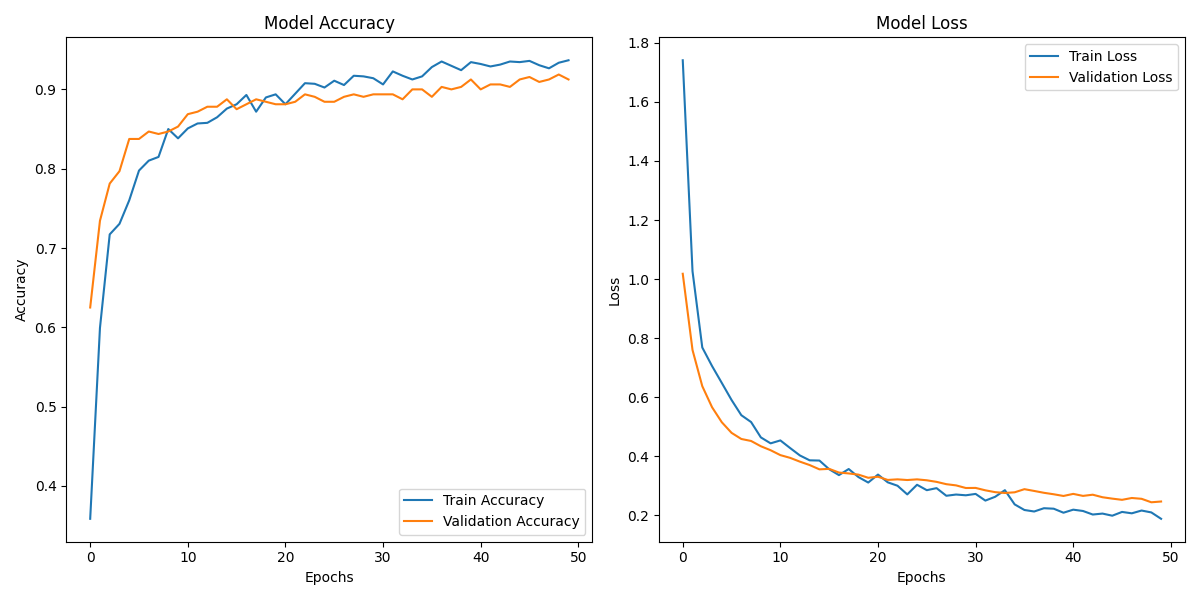 Model Accuracy
Accuracy
0.9
0.8
0.7
0.6
0.5
0.4
0 10 20 30 40 50
Epochs
Train Accuracy
Validation Accuracy
Model Loss
Loss
1.8
1.6
1.4
1.2
1.0
0.8
0.6
0.4
0.2
0 10 20 30 40 50
Epochs
Train Loss
Validation Loss